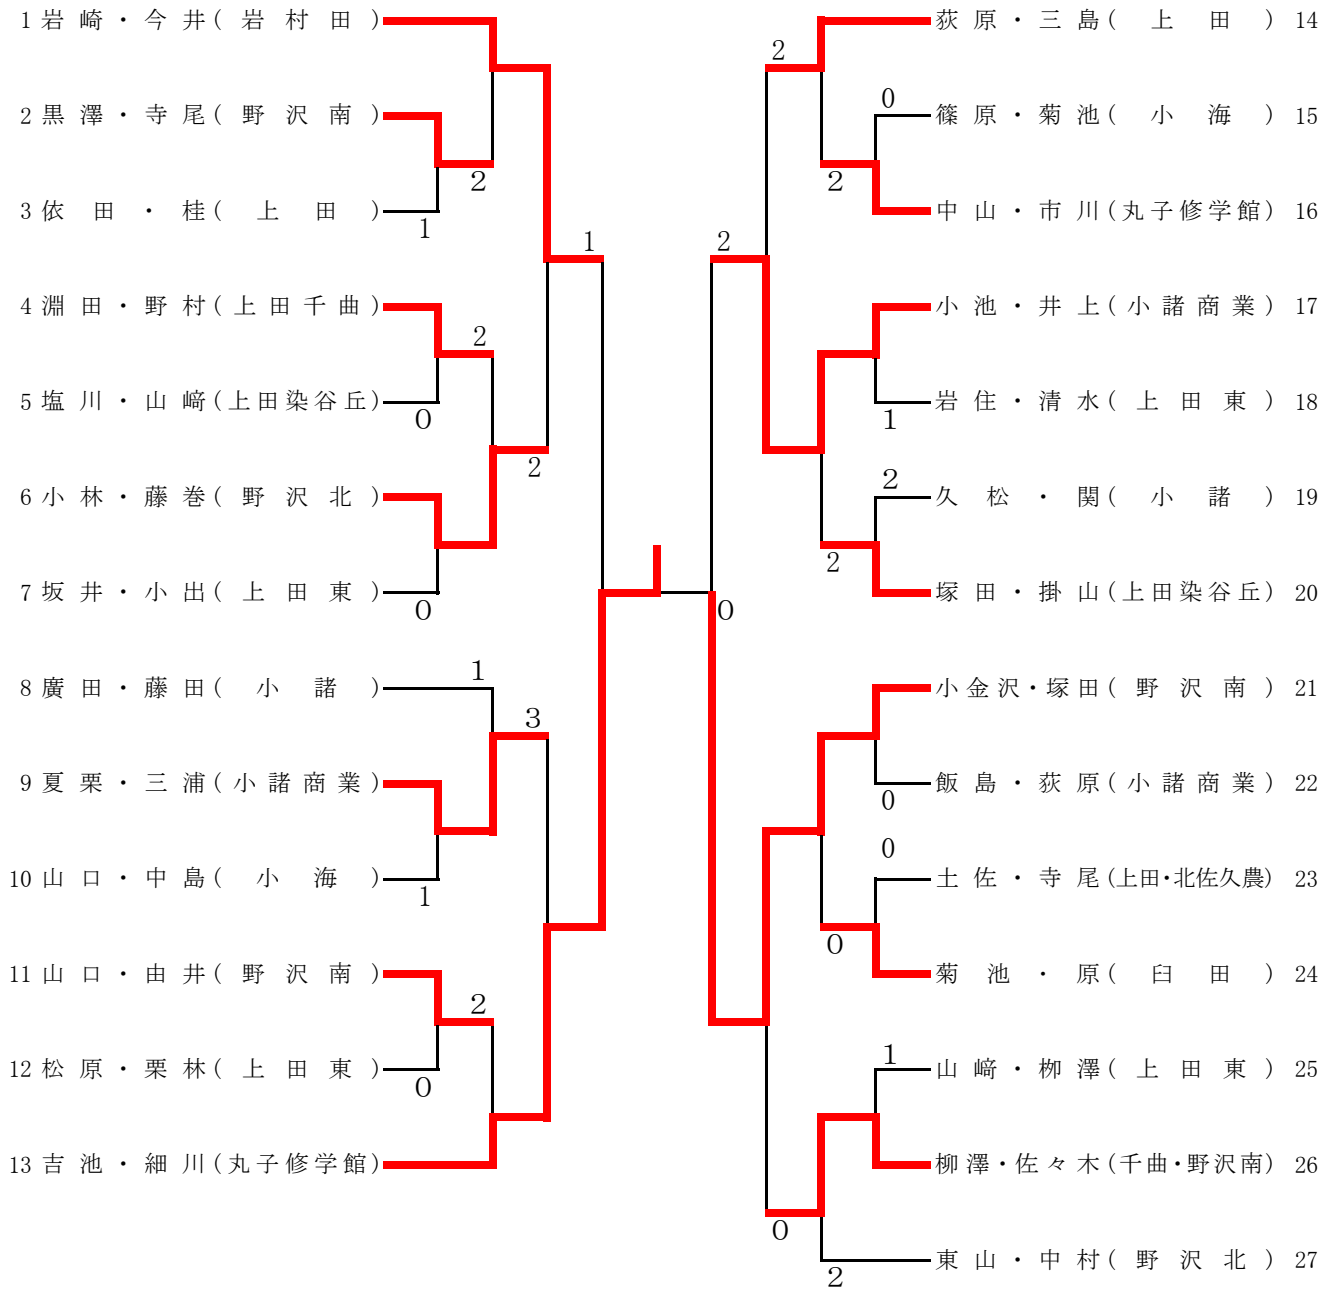 1 岩崎・今井(岩村田)
2 黒澤・寺尾(野沢南)
2
3 依田・桂(上田)
1
1
4 淵田・野村(上田千曲)
2
5 塩川・山﨑(上田染谷丘)
0
2
6 小林・藤巻(野沢北)
7 坂井・小出(上田東)
0
8 廣田・藤田(小諸)
1
3
9 夏栗・三浦(小諸商業)
10 山口・中島(小海)
1
11 山口・由井(野沢南)
2
12 松原・栗林(上田東)
0
13 吉池・細川(丸子修学館)
荻原・三島(上田) 14
2
0
篠原・菊池(小海) 15
2
中山・市川(丸子修学館) 16
2
小池・井上(小諸商業) 17
岩住・清水(上田東) 18
1
2
久松・関(小諸) 19
2
塚田・掛山(上田染谷丘) 20
0
小金沢・塚田(野沢南) 21
飯島・荻原(小諸商業) 22
0
0
土佐・寺尾(上田・北佐久農) 23
0
菊池・原(臼田) 24
1
山﨑・栁澤(上田東) 25
柳澤・佐々木(千曲・野沢南) 26
0
東山・中村(野沢北) 27
2